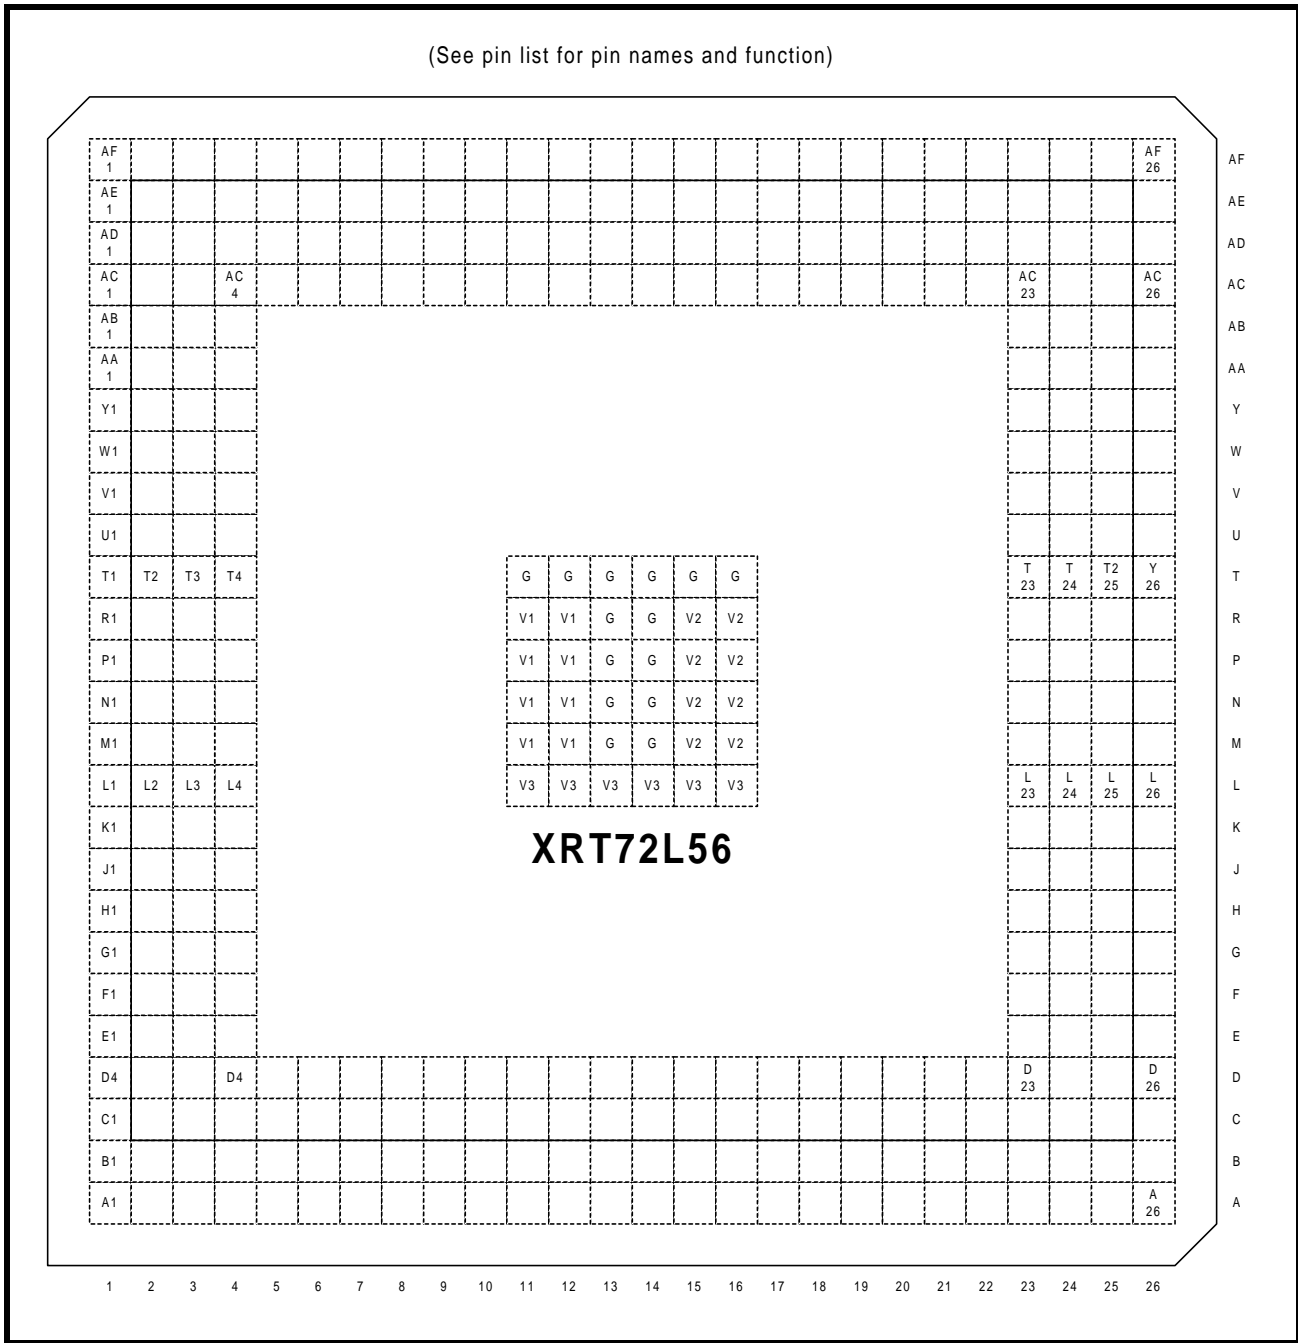 (See pin list for pin names and function)
AF AF AF
1 26
AE AE
1
AD AD
1
AC AC AC AC AC
1 4 23 26
AB AB
1
AA AA
1
Y1 Y
W1 W
V1 V
U1 U
T1 T2 T3 T4 G G G G G G T T T2 Y T
23 24 25 26
R1 V1 V1 G G V2 V2 R
P1 V1 V1 G G V2 V2 P
N1 V1 V1 G G V2 V2 N
M1 V1 V1 G G V2 V2 M
L1 L2 L3 L4 V3 V3 V3 V3 V3 V3 L L L L L
23 24 25 26
K1 K
XRT72L56
J1 J
H1 H
G1 G
F1 F
E1 E
D4 D4 D D D
23 26
C1 C
B1 B
A1 A A
26
1 2 3 4 5 6 7 8 9 10 11 12 13 14 15 16 17 18 19 20 21 22 23 24 25 26